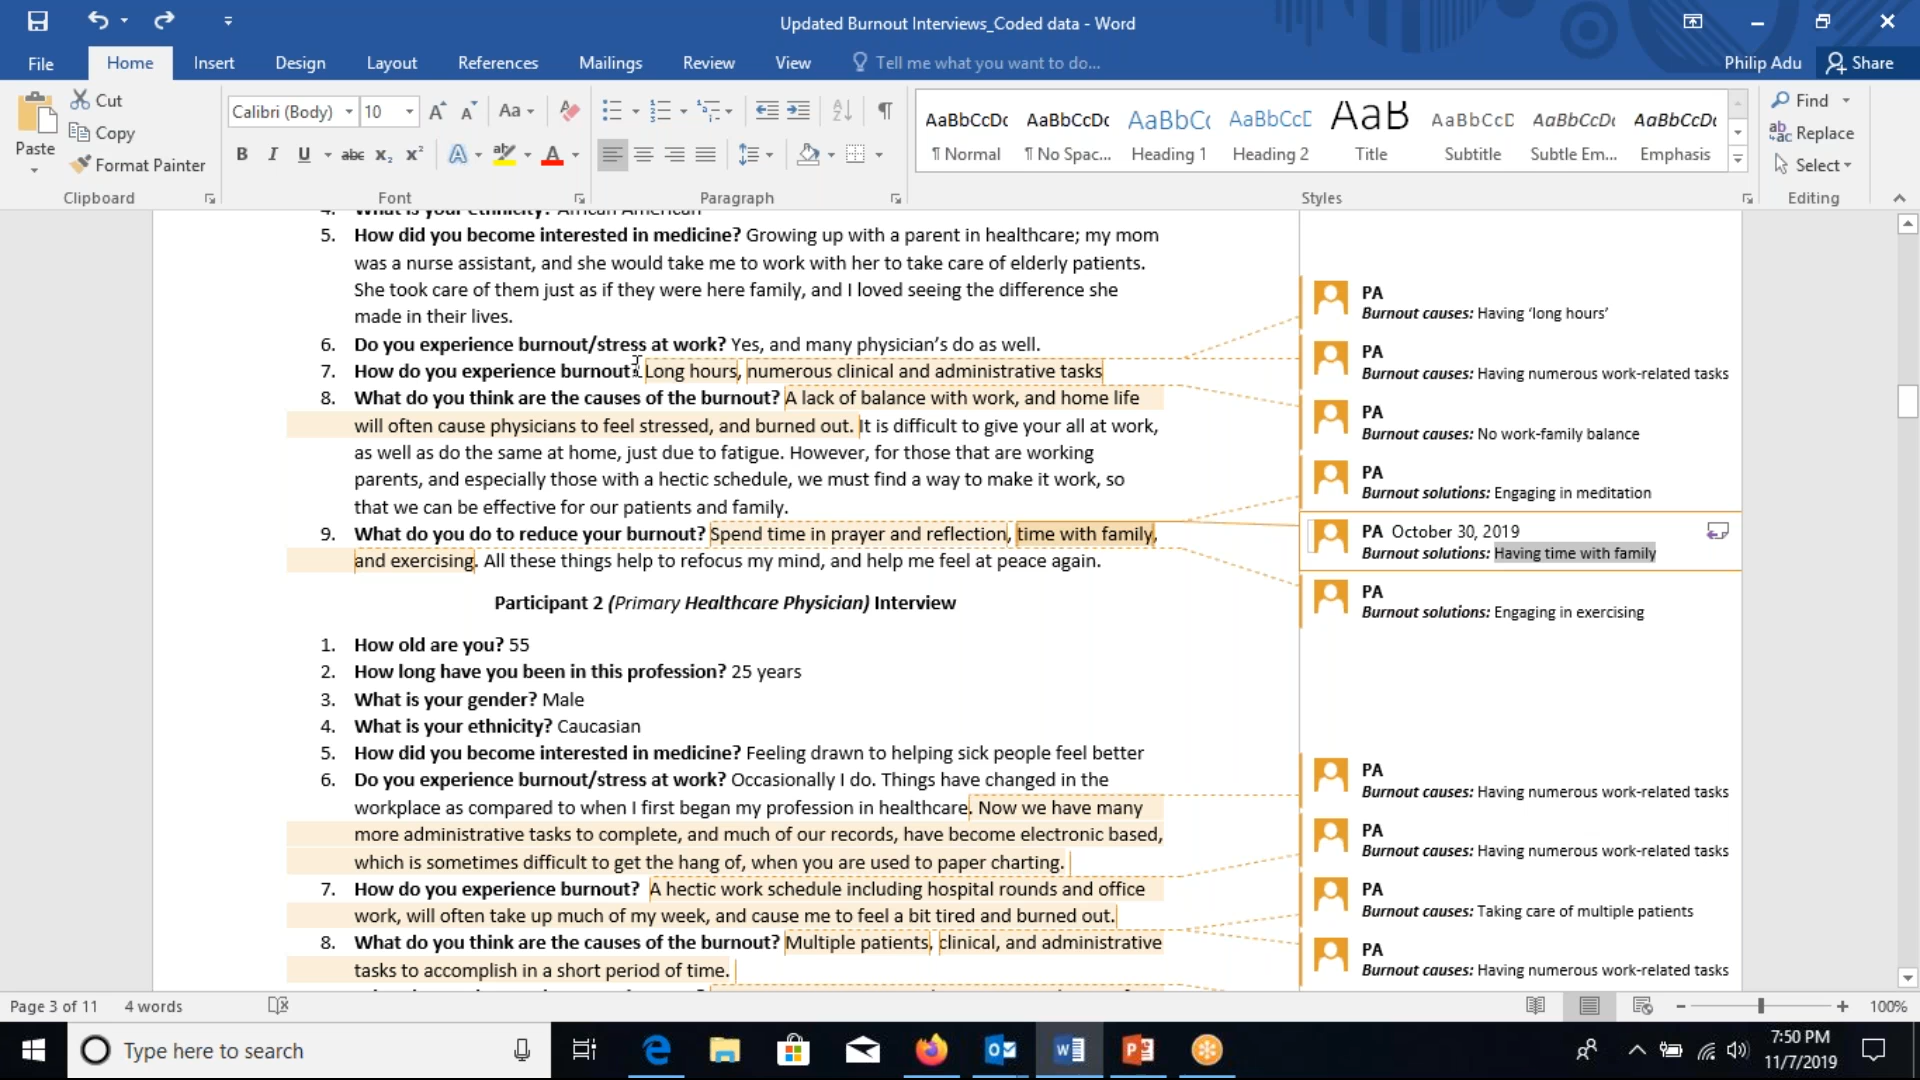 Updated Burnout Interviews_Coded data - Word
File
Home
Insert
Design
Layout
References
Mailings
Review
View
Tell me what you want to do...
Philip Adu
Share
Paste
Cut
Copy
Format Painter
Clipboard
Calibri (Body)
10
Aa
B
I
U
abc
x₂
x²
Font
Paragraph
AaBbCcDc
AaBbCcDc
AaBbC(
AaBbCcE
AaB
AaBbCcD
AaBbCcDt
AaBbCcDt
¶ Normal
¶ No Spac...
Heading 1
Heading 2
Title
Subtitle
Subtle Em...
Emphasis
Styles
Find
Replace
Select
Editing
4. What is your ethnicity? African American
5. How did you become interested in medicine? Growing up with a parent in healthcare; my mom
was a nurse assistant, and she would take me to work with her to take care of elderly patients.
She took care of them just as if they were here family, and I loved seeing the difference she
made in their lives.
6. Do you experience burnout/stress at work? Yes, and many physician's do as well.
7. How do you experience burnout? Long hours, numerous clinical and administrative tasks
8. What do you think are the causes of the burnout? A lack of balance with work, and home life
will often cause physicians to feel stressed, and burned out. It is difficult to give your all at work,
as well as do the same at home, just due to fatigue. However, for those that are working
parents, and especially those with a hectic schedule, we must find a way to make it work, so
that we can be effective for our patients and family.
9. What do you do to reduce your burnout? Spend time in prayer and reflection, time with family,
and exercising. All these things help to refocus my mind, and help me feel at peace again.
Participant 2 (Primary Healthcare Physician) Interview
1. How old are you? 55
2. How long have you been in this profession? 25 years
3. What is your gender? Male
4. What is your ethnicity? Caucasian
5. How did you become interested in medicine? Feeling drawn to helping sick people feel better
6. Do you experience burnout/stress at work? Occasionally I do. Things have changed in the
workplace as compared to when I first began my profession in healthcare. Now we have many
more administrative tasks to complete, and much of our records, have become electronic based,
which is sometimes difficult to get the hang of, when you are used to paper charting.
7. How do you experience burnout? A hectic work schedule including hospital rounds and office
work, will often take up much of my week, and cause me to feel a bit tired and burned out.
8. What do you think are the causes of the burnout? Multiple patients, clinical, and administrative
tasks to accomplish in a short period of time.
PA
Burnout causes: Having 'long hours'
PA
Burnout causes: Having numerous work-related tasks
PA
Burnout causes: No work-family balance
PA
Burnout solutions: Engaging in meditation
PA October 30, 2019
Burnout solutions: Having time with family
PA
Burnout solutions: Engaging in exercising
PA
Burnout causes: Having numerous work-related tasks
PA
Burnout causes: Having numerous work-related tasks
PA
Burnout causes: Taking care of multiple patients
PA
Burnout causes: Having numerous work-related tasks
Page 3 of 11
4 words
100%
Type here to search
7:50 PM
11/7/2019